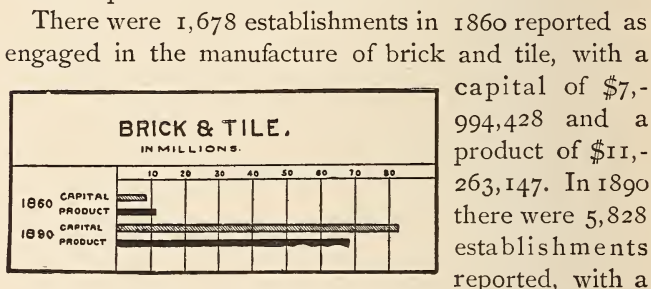 There were 1,678 establishments in 1860 reported as
engaged in the manufacture of brick and tile, with a
capital of $7,-
994,428 and a
product of $11,-
263,147. In 1890
there were 5,828
establishments
reported, with a
BRICK & TILE.
IN MILLIONS.
10 20 30 40 50 60 70 80
1860 CAPITAL
PRODUCT
1890 CAPITAL
PRODUCT